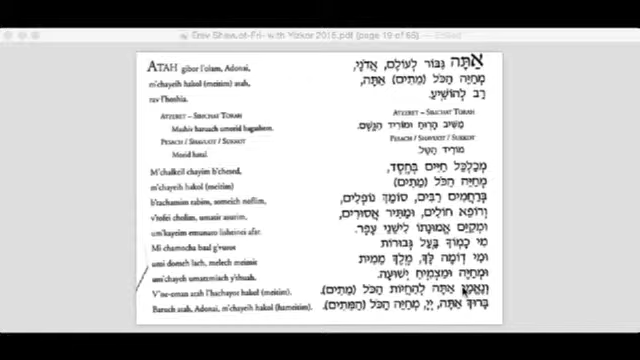 Erev Shavuot-Fri- with Yizkor 2015.pdf (page 19 of 65)
ATAH gibor l'olam, Adonai,
m'chayeih hakol (meitim) atah,
rav l'hoshia.
ATZERET – SIMCHAT TORAH
Mashiv haruach umorid hagashem.
PESACH / SHAVUOT / SUKKOT
Morid hatal.
M'chalkeil chayim b'chesed,
m'chayeih hakol (meitim)
b'rachamim rabim, someich noflim,
v'rofei cholim, umatir asurim,
um'kayeim emunato lisheinei afar.
Mi chamocha baal g'vurot
umi domeh lach, melech meimit
um'chayeh umatzmiach y'shuah.
V'ne-eman atah l'hachayot hakol (meitim).
Baruch atah, Adonai, m'chayeih hakol (hameitim).
אַתָּה גִּבּוֹר לְעוֹלָם, אֲדֹנָי,
מְחַיֵּה הַכֹּל (מֵתִים) אַתָּה,
רַב לְהוֹשִׁיעַ.
ATZERET – SIMCHAT TORAH
מַשִּׁיב הָרוּחַ וּמוֹרִיד הַגֶּשֶׁם.
PESACH / SHAVUOT / SUKKOT
מוֹרִיד הַטָּל.
מְכַלְכֵּל חַיִּים בְּחֶסֶד,
מְחַיֵּה הַכֹּל (מֵתִים)
בְּרַחֲמִים רַבִּים, סוֹמֵךְ נוֹפְלִים,
וְרוֹפֵא חוֹלִים, וּמַתִּיר אֲסוּרִים,
וּמְקַיֵּם אֱמוּנָתוֹ לִישֵׁנֵי עָפָר.
מִי כָמוֹךָ בַּעַל גְּבוּרוֹת
וּמִי דּוֹמֶה לָּךְ, מֶלֶךְ מֵמִית
וּמְחַיֶּה וּמַצְמִיחַ יְשׁוּעָה.
וְנֶאֱמָן אַתָּה לְהַחֲיוֹת הַכֹּל (מֵתִים).
בָּרוּךְ אַתָּה, יְיָ, מְחַיֵּה הַכֹּל (הַמֵּתִים).